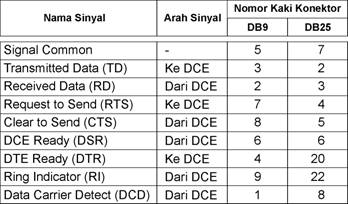 Nama Sinyal Arah Sinyal Nomor Kaki Konektor
DB9 DB25
Signal Common - 5 7
Transmitted Data (TD) Ke DCE 3 2
Received Data (RD) Dari DCE 2 3
Request to Send (RTS) Ke DCE 7 4
Clear to Send (CTS) Dari DCE 8 5
DCE Ready (DSR) Dari DCE 6 6
DTE Ready (DTR) Ke DCE 4 20
Ring Indicator (RI) Dari DCE 9 22
Data Carrier Detect (DCD) Dari DCE 1 8